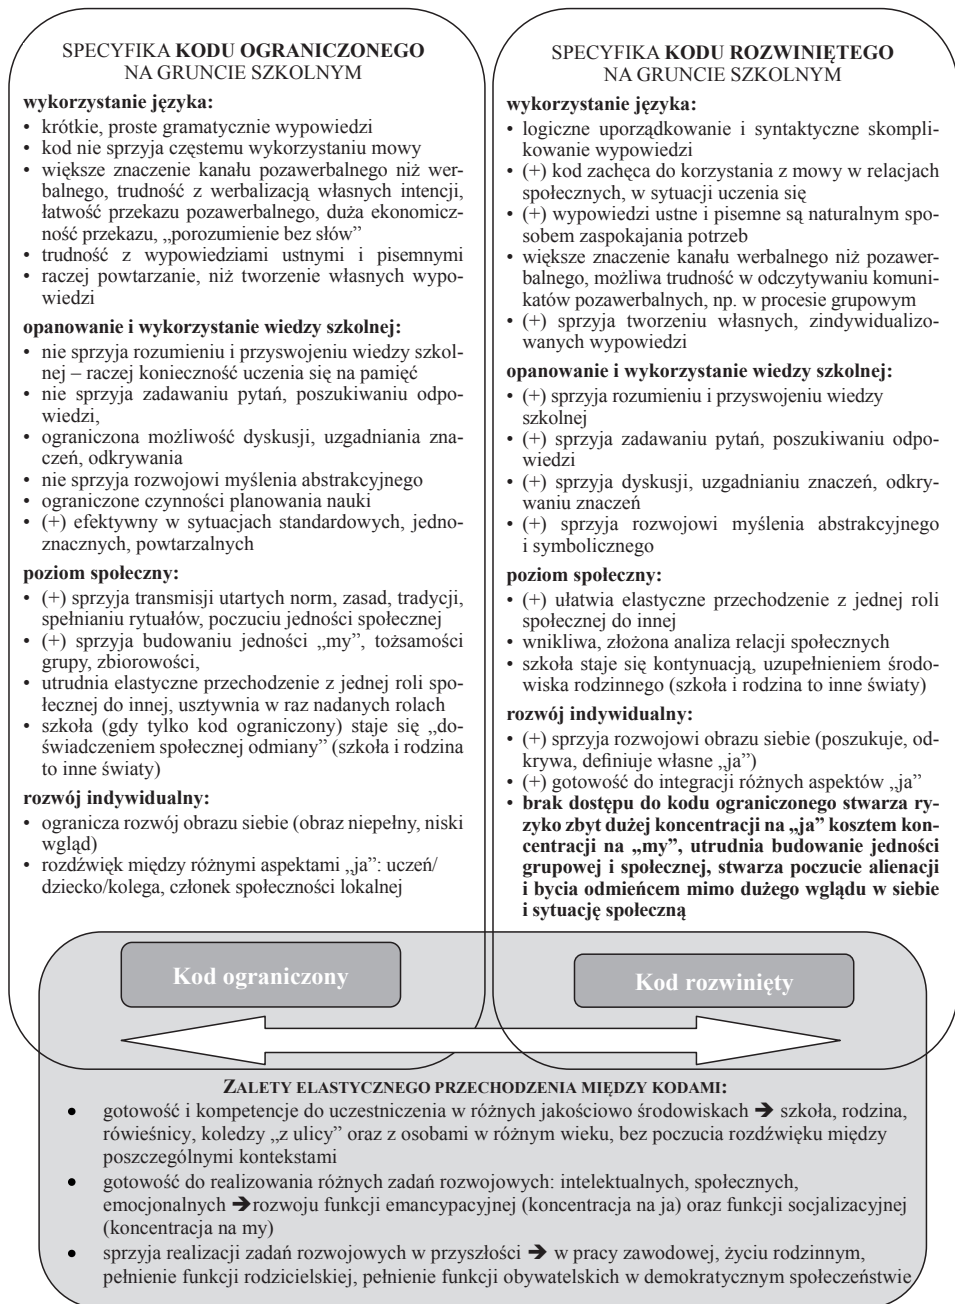 SPECYFIKA KODU OGRANICZONEGO
NA GRUNCIE SZKOLNYM
wykorzystanie języka:
• krótkie, proste gramatycznie wypowiedzi
• kod nie sprzyja częstemu wykorzystaniu mowy
• większe znaczenie kanału pozawerbalnego niż wer-
balnego, trudność z werbalizacją własnych intencji,
łatwość przekazu pozawerbalnego, duża ekonomicz-
ność przekazu, „porozumienie bez słów”
• trudność z wypowiedziami ustnymi i pisemnymi
• raczej powtarzanie, niż tworzenie własnych wypo-
wiedzi
opanowanie i wykorzystanie wiedzy szkolnej:
• nie sprzyja rozumieniu i przyswojeniu wiedzy szkol-
nej – raczej konieczność uczenia się na pamięć
• nie sprzyja zadawaniu pytań, poszukiwaniu odpo-
wiedzi,
• ograniczona możliwość dyskusji, uzgadniania zna-
czeń, odkrywania
• nie sprzyja rozwojowi myślenia abstrakcyjnego
• ograniczone czynności planowania nauki
• (+) efektywny w sytuacjach standardowych, jedno-
znacznych, powtarzalnych
poziom społeczny:
• (+) sprzyja transmisji utartych norm, zasad, tradycji,
spełnianiu rytuałów, poczuciu jedności społecznej
• (+) sprzyja budowaniu jedności „my”, tożsamości
grupy, zbiorowości,
• utrudnia elastyczne przechodzenie z jednej roli spo-
łecznej do innej, usztywnia w raz nadanych rolach
• szkoła (gdy tylko kod ograniczony) staje się „do-
świadczeniem społecznej odmiany” (szkoła i rodzina
to inne światy)
rozwój indywidualny:
• ogranicza rozwój obrazu siebie (obraz niepełny, niski
wgląd)
• rozdźwięk między różnymi aspektami „ja”: uczeń/
dziecko/kolega, członek społeczności lokalnej
SPECYFIKA KODU ROZWINIĘTEGO
NA GRUNCIE SZKOLNYM
wykorzystanie języka:
• logiczne uporządkowanie i syntaktyczne skompli-
kowanie wypowiedzi
• (+) kod zachęca do korzystania z mowy w relacjach
społecznych, w sytuacji uczenia się
• (+) wypowiedzi ustne i pisemne są naturalnym spo-
sobem zaspokajania potrzeb
• większe znaczenie kanału werbalnego niż pozawer-
balnego, możliwa trudność w odczytywaniu komuni-
katów pozawerbalnych, np. w procesie grupowym
• (+) sprzyja tworzeniu własnych, zindywidualizo-
wanych wypowiedzi
opanowanie i wykorzystanie wiedzy szkolnej:
• (+) sprzyja rozumieniu i przyswojeniu wiedzy
szkolnej
• (+) sprzyja zadawaniu pytań, poszukiwaniu odpo-
wiedzi
• (+) sprzyja dyskusji, uzgadnianiu znaczeń, odkry-
waniu znaczeń
• (+) sprzyja rozwojowi myślenia abstrakcyjnego
i symbolicznego
poziom społeczny:
• (+) ułatwia elastyczne przechodzenie z jednej roli
społecznej do innej
• wnikliwa, złożona analiza relacji społecznych
• szkoła staje się kontynuacją, uzupełnieniem środo-
wiska rodzinnego (szkoła i rodzina to inne światy)
rozwój indywidualny:
• (+) sprzyja rozwojowi obrazu siebie (poszukuje, od-
krywa, definiuje własne „ja”)
• (+) gotowość do integracji różnych aspektów „ja”
• brak dostępu do kodu ograniczonego stwarza ry-
zyko zbyt dużej koncentracji na „ja” kosztem kon-
centracji na „my”, utrudnia budowanie jedności
grupowej i społecznej, stwarza poczucie alienacji
i bycia odmieńcem mimo dużego wglądu w siebie
i sytuację społeczną
Kod ograniczony
Kod rozwinięty
ZALETY ELASTYCZNEGO PRZECHODZENIA MIĘDZY KODAMI:
• gotowość i kompetencje do uczestniczenia w różnych jakościowo środowiskach ➔ szkoła, rodzina,
rówieśnicy, koledzy „z ulicy” oraz z osobami w różnym wieku, bez poczucia rozdźwięku między
poszczególnymi kontekstami
• gotowość do realizowania różnych zadań rozwojowych: intelektualnych, społecznych,
emocjonalnych ➔rozwoju funkcji emancypacyjnej (koncentracja na ja) oraz funkcji socjalizacyjnej
(koncentracja na my)
• sprzyja realizacji zadań rozwojowych w przyszłości ➔ w pracy zawodowej, życiu rodzinnym,
pełnienie funkcji rodzicielskiej, pełnienie funkcji obywatelskich w demokratycznym społeczeństwie